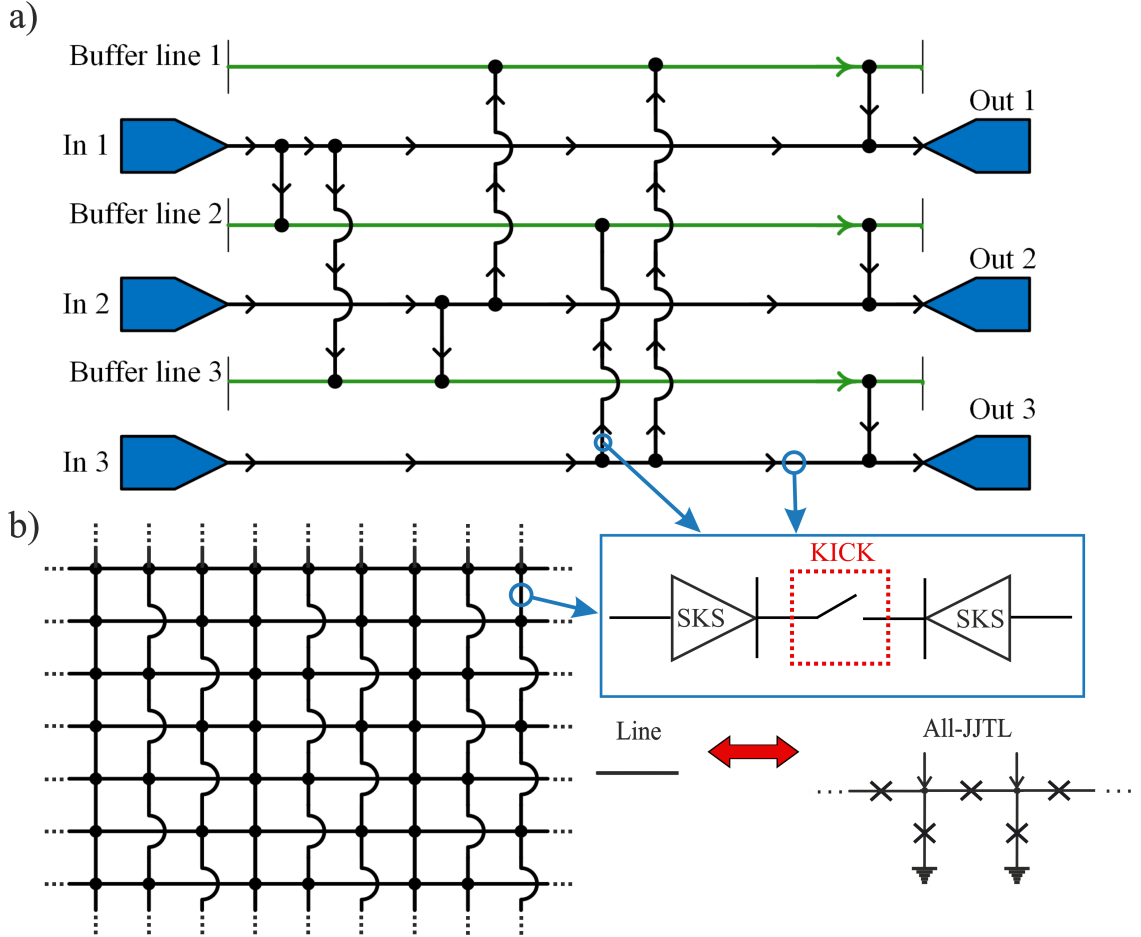 a)
Buffer line 1
In 1
Out 1
Buffer line 2
In 2
Out 2
Buffer line 3
In 3
Out 3
b)
KICK
SKS
SKS
Line
All-JJTL